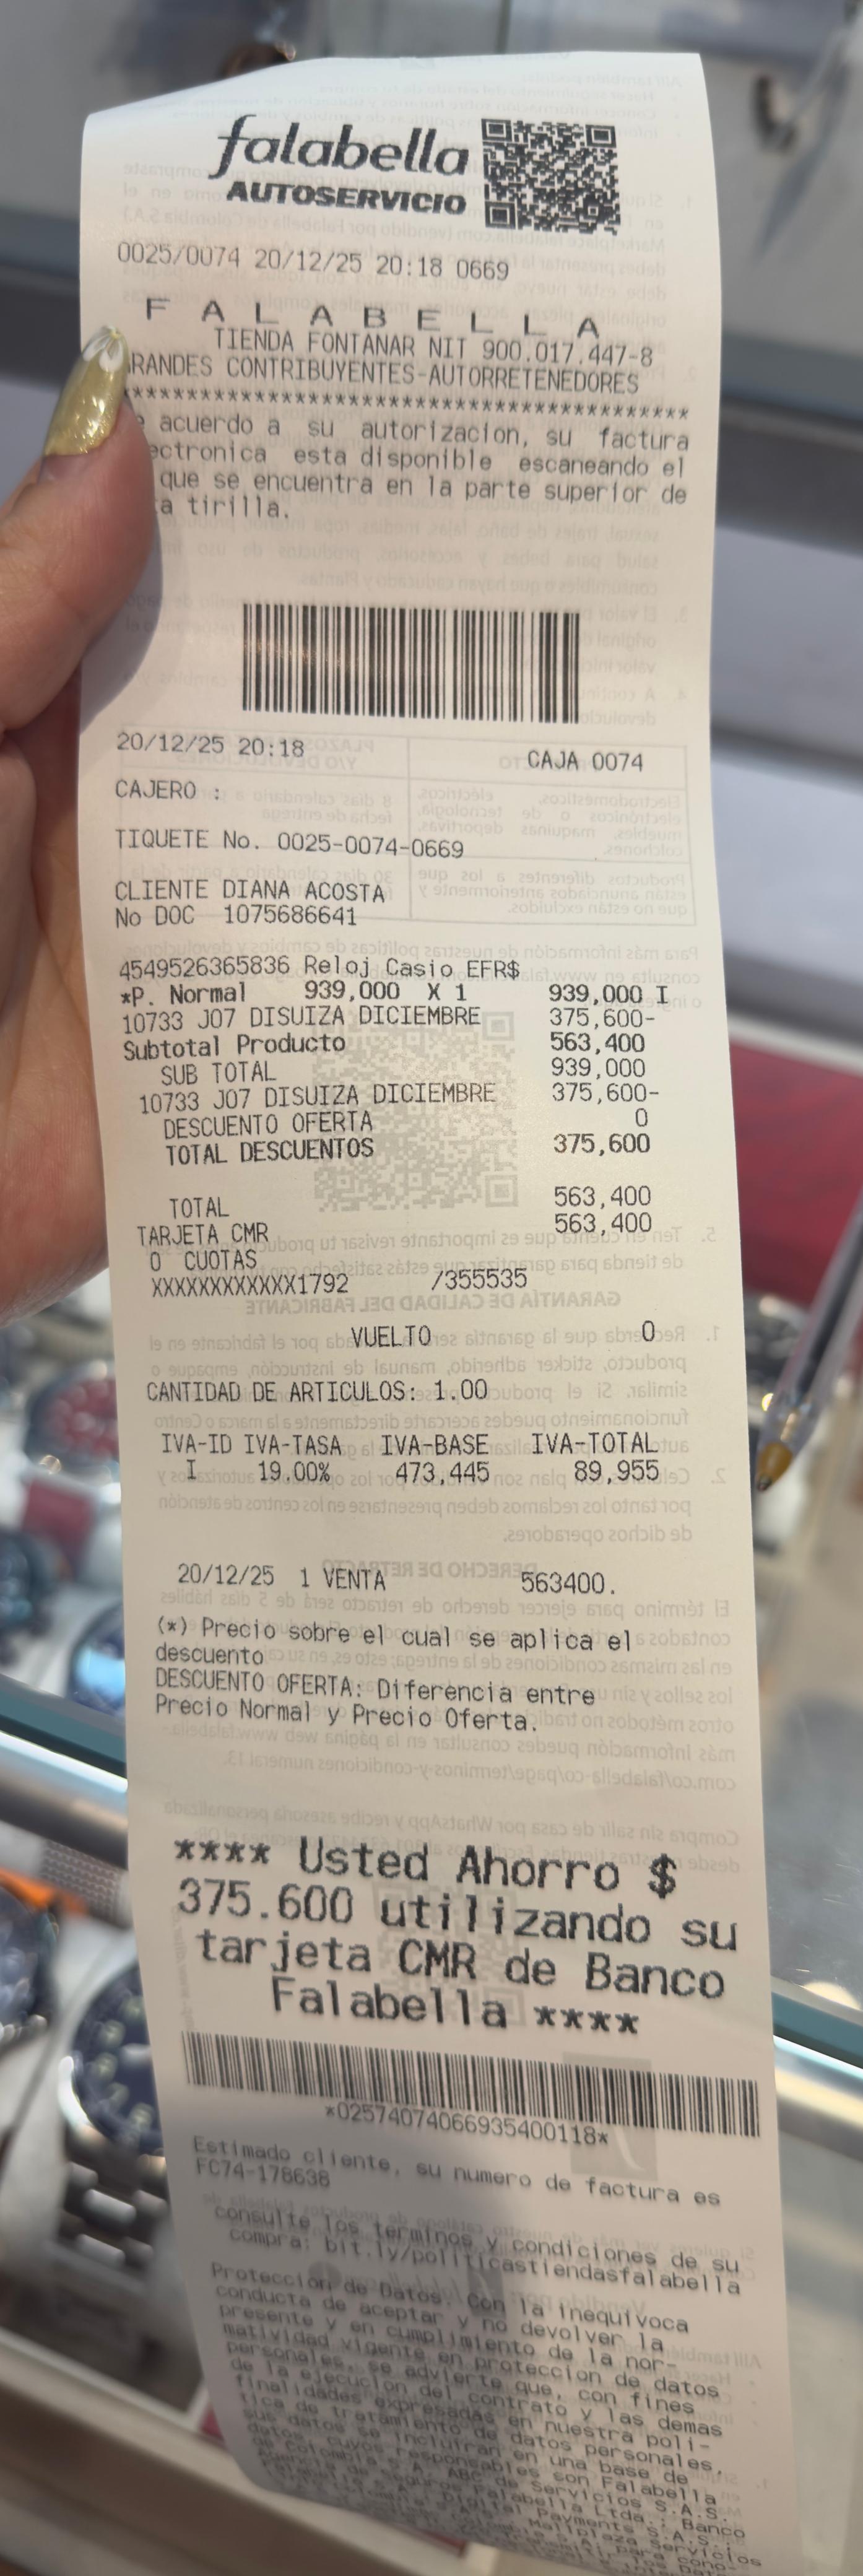 falabella
AUTOSERVICIO
0025/0074 20/12/25 20:18 0669
F A L A B E L L A
TIENDA FONTANAR NIT 900.017.447-8
RANDES CONTRIBUYENTES-AUTORRETENEDORES
****************************************
acuerdo a su autorizacion, su factura
ectronica esta disponible escaneando el
que se encuentra en la parte superior de
a tirilla.
20/12/25 20:18 CAJA 0074
CAJERO :
TIQUETE No. 0025-0074-0669
CLIENTE DIANA ACOSTA
No DOC 1075686641
4549526365836 Reloj Casio EFR$
*P. Normal 939,000 X 1 939,000 I
10733 J07 DISUIZA DICIEMBRE 375,600-
Subtotal Producto 563,400
SUB TOTAL 939,000
10733 J07 DISUIZA DICIEMBRE 375,600-
DESCUENTO OFERTA 0
TOTAL DESCUENTOS 375,600
TOTAL 563,400
TARJETA CMR 563,400
0 CUOTAS
XXXXXXXXXXXX1792 /355535
VUELTO 0
CANTIDAD DE ARTICULOS: 1.00
IVA-ID IVA-TASA IVA-BASE IVA-TOTAL
I 19.00% 473,445 89,955
20/12/25 1 VENTA 563400.
(*) Precio sobre el cual se aplica el
descuento
DESCUENTO OFERTA: Diferencia entre
Precio Normal y Precio Oferta.
**** Usted Ahorro $
375.600 utilizando su
tarjeta CMR de Banco
Falabella ****
*02574074066935400118*
Estimado cliente, su numero de factura es
FC74-178638
consulte los terminos y condiciones de su
compra: bit.ly/politicastiendasfalabella
Protección de Datos. Con la inequivoca
conducta de aceptar y no devolver la
presente y en cumplimiento de la nor-
matividad vigente en proteccion de datos
personales, se advierte que, con fines
de la ejecucion del contrato y las demas
finalidades expresadas en nuestra poli-
tica de tratamiento de datos personales,
sus datos se incluiran en una base de
datos, cuyos responsables son Falabella
de Colombia S.A., ABC de Servicios S.A.S.